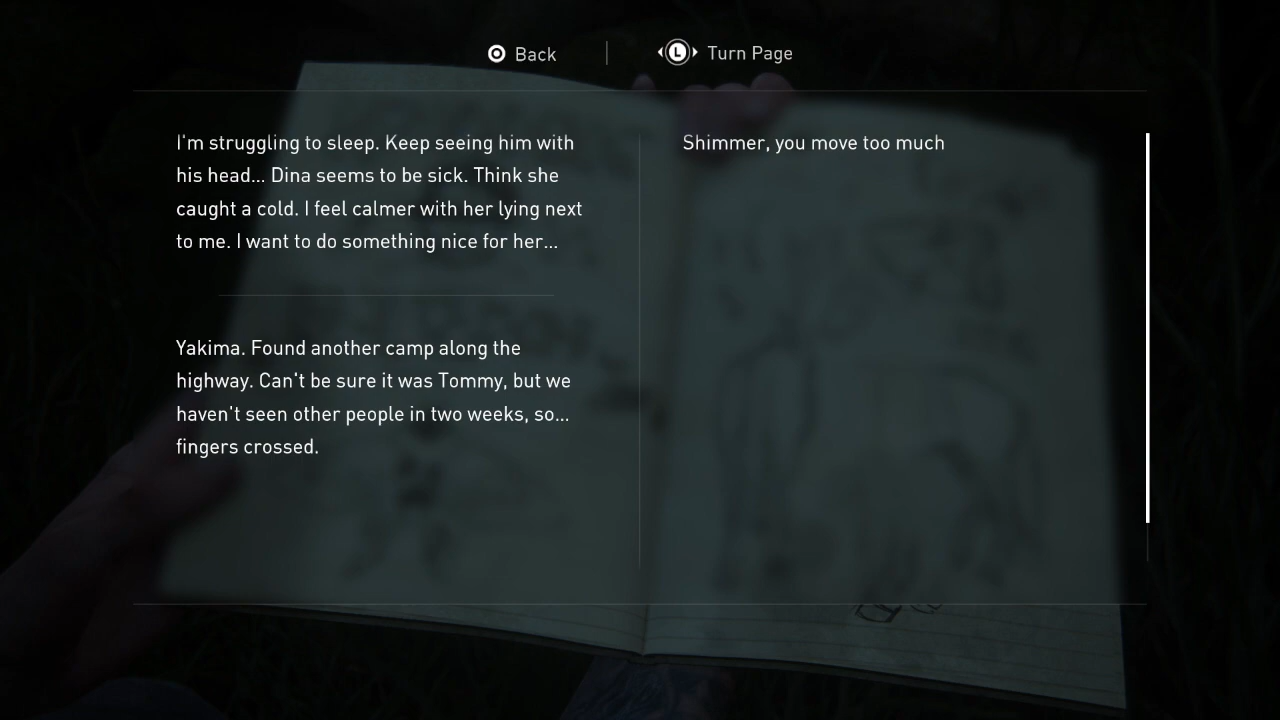 Back
L Turn Page
I'm struggling to sleep. Keep seeing him with
his head... Dina seems to be sick. Think she
caught a cold. I feel calmer with her lying next
to me. I want to do something nice for her...
Yakima. Found another camp along the
highway. Can't be sure it was Tommy, but we
haven't seen other people in two weeks, so...
fingers crossed.
Shimmer, you move too much